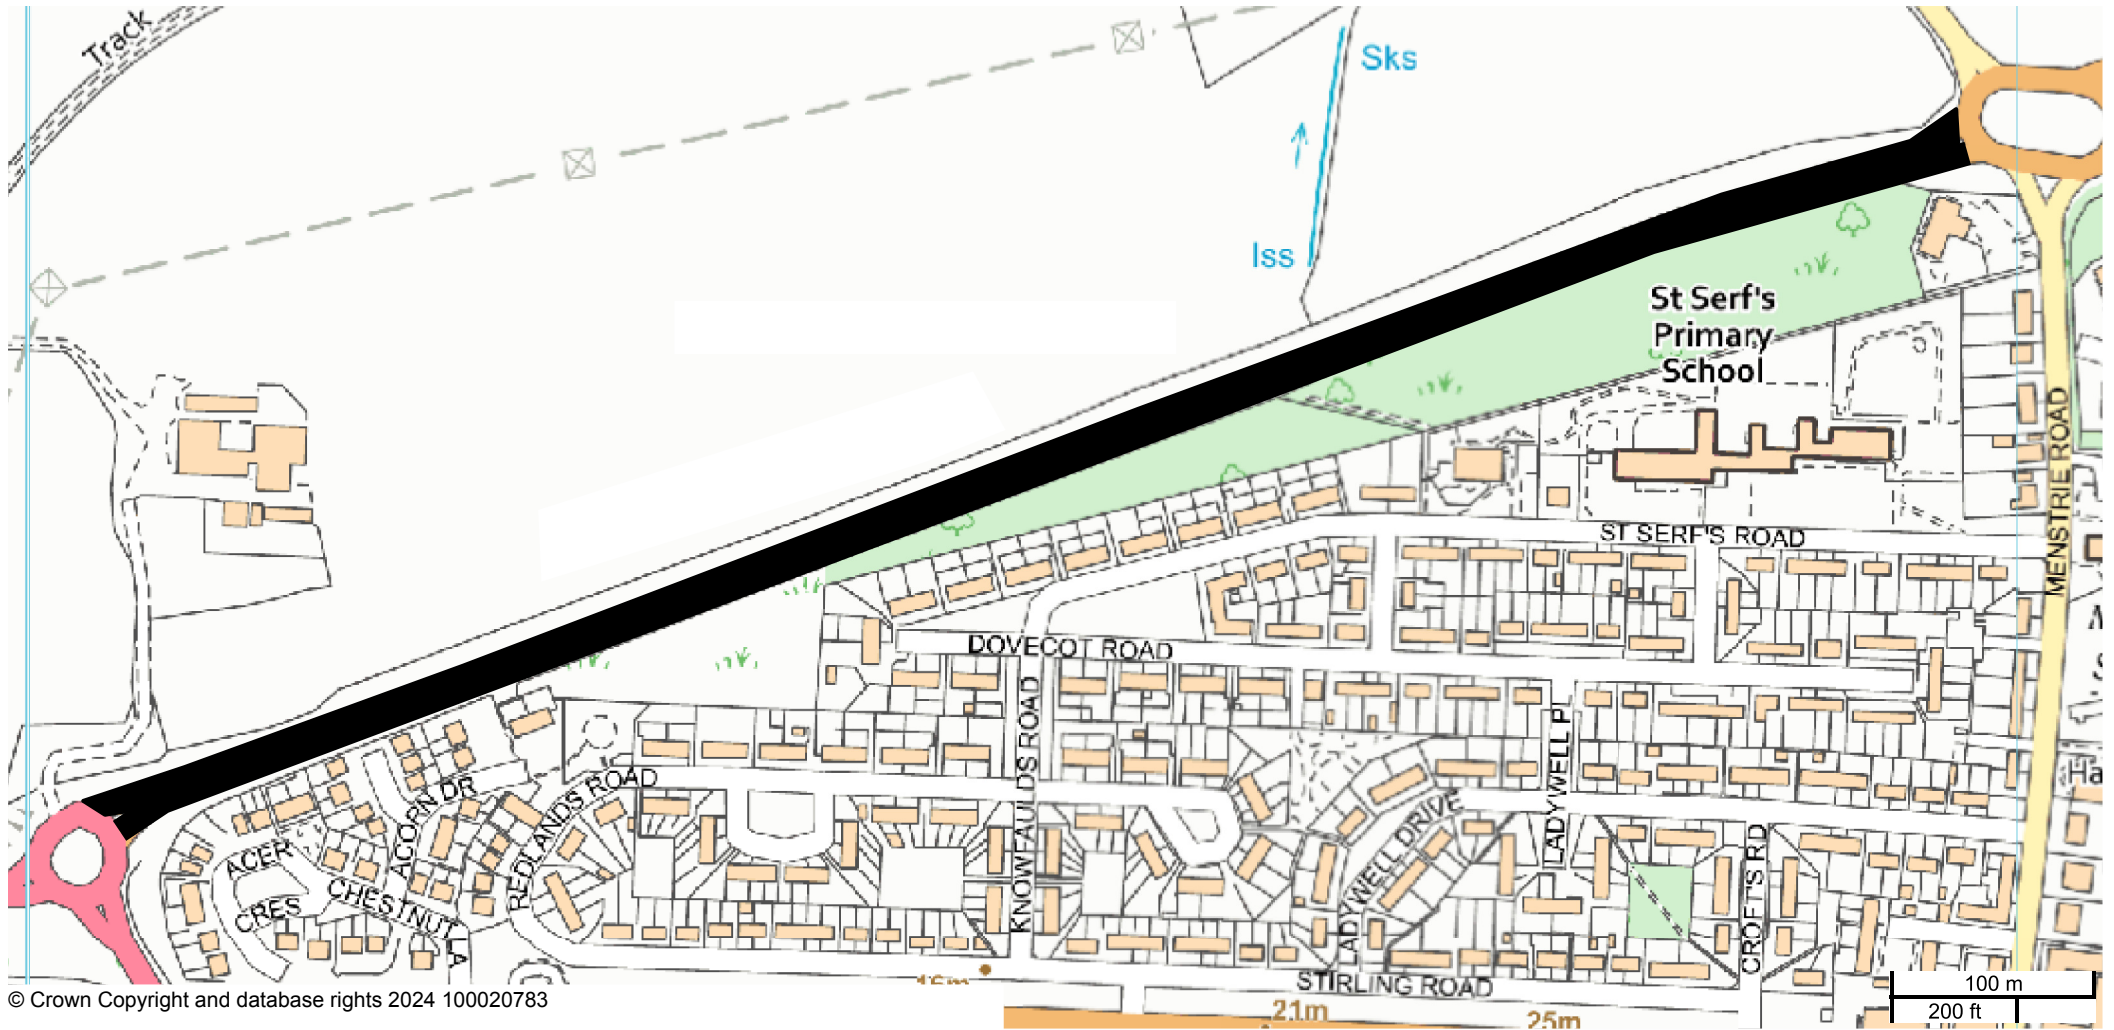 Track
Sks
Iss
St Serf's
Primary
School
MENSTRIE ROAD
ST SERF'S ROAD
DOVECOT ROAD
KNOWEFAULDS ROAD
LADYWELL P
Ha
REDLANDS ROAD
ACORN DR
ACER
CRES
CHESTNUT LA
LADYWELL DRIVE
CROFT'S RD
STIRLING ROAD
16m
21m
25m
© Crown Copyright and database rights 2024 100020783
100 m
200 ft